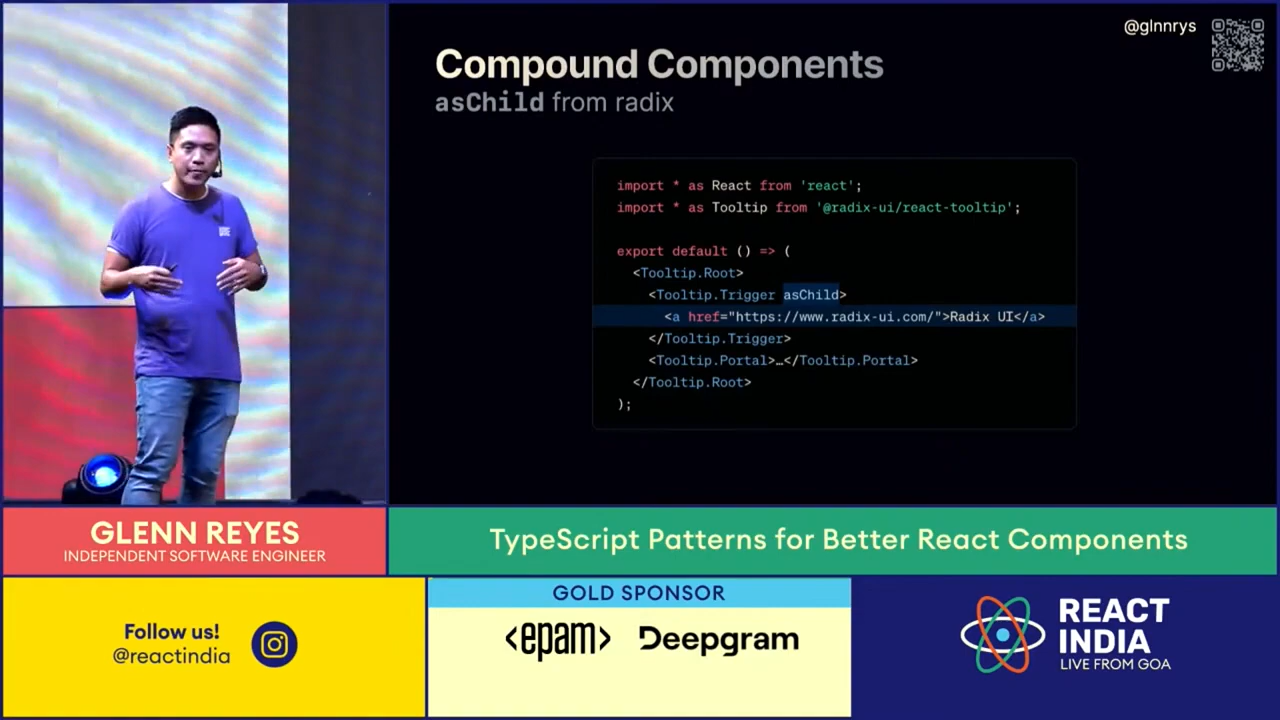 @glnnrys
Compound Components
asChild from radix
import * as React from 'react';
import * as Tooltip from '@radix-ui/react-tooltip';
export default () => (
<Tooltip.Root>
<Tooltip.Trigger asChild>
<a href="https://www.radix-ui.com/">Radix UI</a>
</Tooltip.Trigger>
<Tooltip.Portal>…</Tooltip.Portal>
</Tooltip.Root>
);
GLENN REYES
INDEPENDENT SOFTWARE ENGINEER
TypeScript Patterns for Better React Components
Follow us!
@reactindia
GOLD SPONSOR
<epam>
Deepgram
REACT
INDIA
LIVE FROM GOA